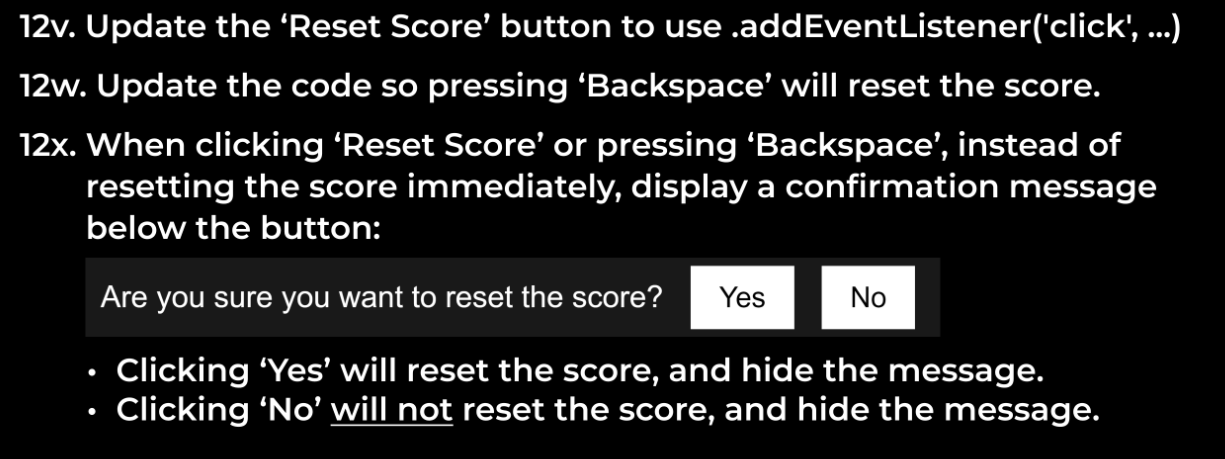 12v. Update the ‘Reset Score’ button to use .addEventListener('click', ...)
12w. Update the code so pressing ‘Backspace’ will reset the score.
12x. When clicking ‘Reset Score’ or pressing ‘Backspace’, instead of
resetting the score immediately, display a confirmation message
below the button:
Are you sure you want to reset the score? Yes No
• Clicking ‘Yes’ will reset the score, and hide the message.
• Clicking ‘No’ will not reset the score, and hide the message.